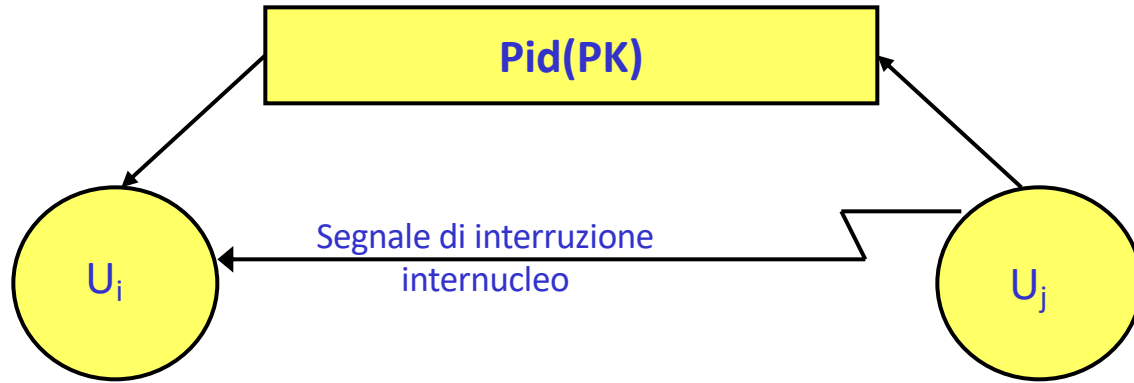 Pid(PK)
Segnale di interruzione
internucleo
Ui
Uj